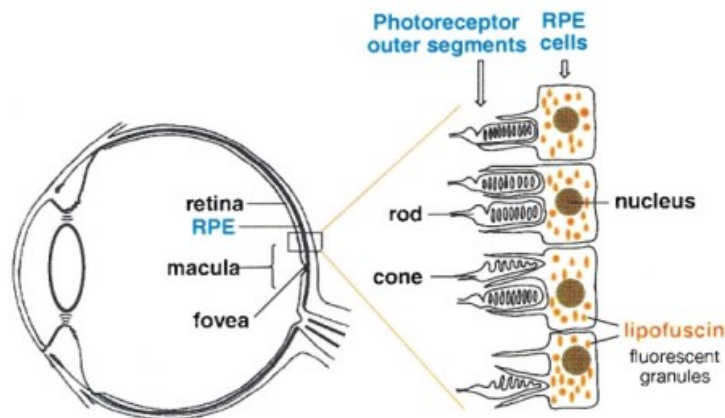 Photoreceptor
outer segments
RPE
cells
retina
RPE
macula
fovea
rod
cone
nucleus
lipofuscin
fluorescent
granules